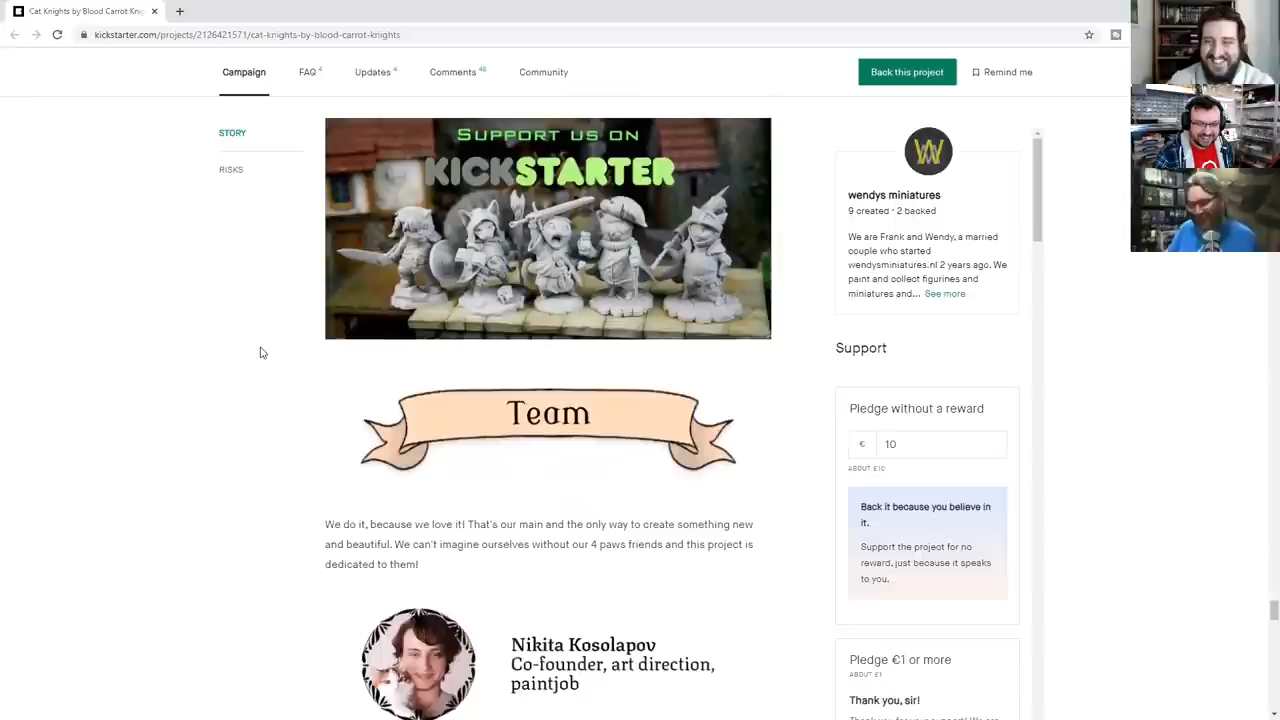 Cat Knights by Blood Carrot Knig
kickstarter.com/projects/2126421571/cat-knights-by-blood-carrot-knights
Campaign
FAQ 4
Updates 4
Comments 46
Community
Back this project
Remind me
STORY
RISKS
SUPPORT US ON
KICKSTARTER
Team
We do it, because we love it! That's our main and the only way to create something new
and beautiful. We can't imagine ourselves without our 4 paws friends and this project is
dedicated to them!
Nikita Kosolapov
Co-founder, art direction,
paintjob
W
wendys miniatures
9 created · 2 backed
We are Frank and Wendy, a married
couple who started
wendysminiatures.nl 2 years ago. We
paint and collect figurines and
miniatures and... See more
Support
Pledge without a reward
€ 10
ABOUT £10
Back it because you believe in
it.
Support the project for no
reward, just because it speaks
to you.
Pledge €1 or more
ABOUT £1
Thank you, sir!